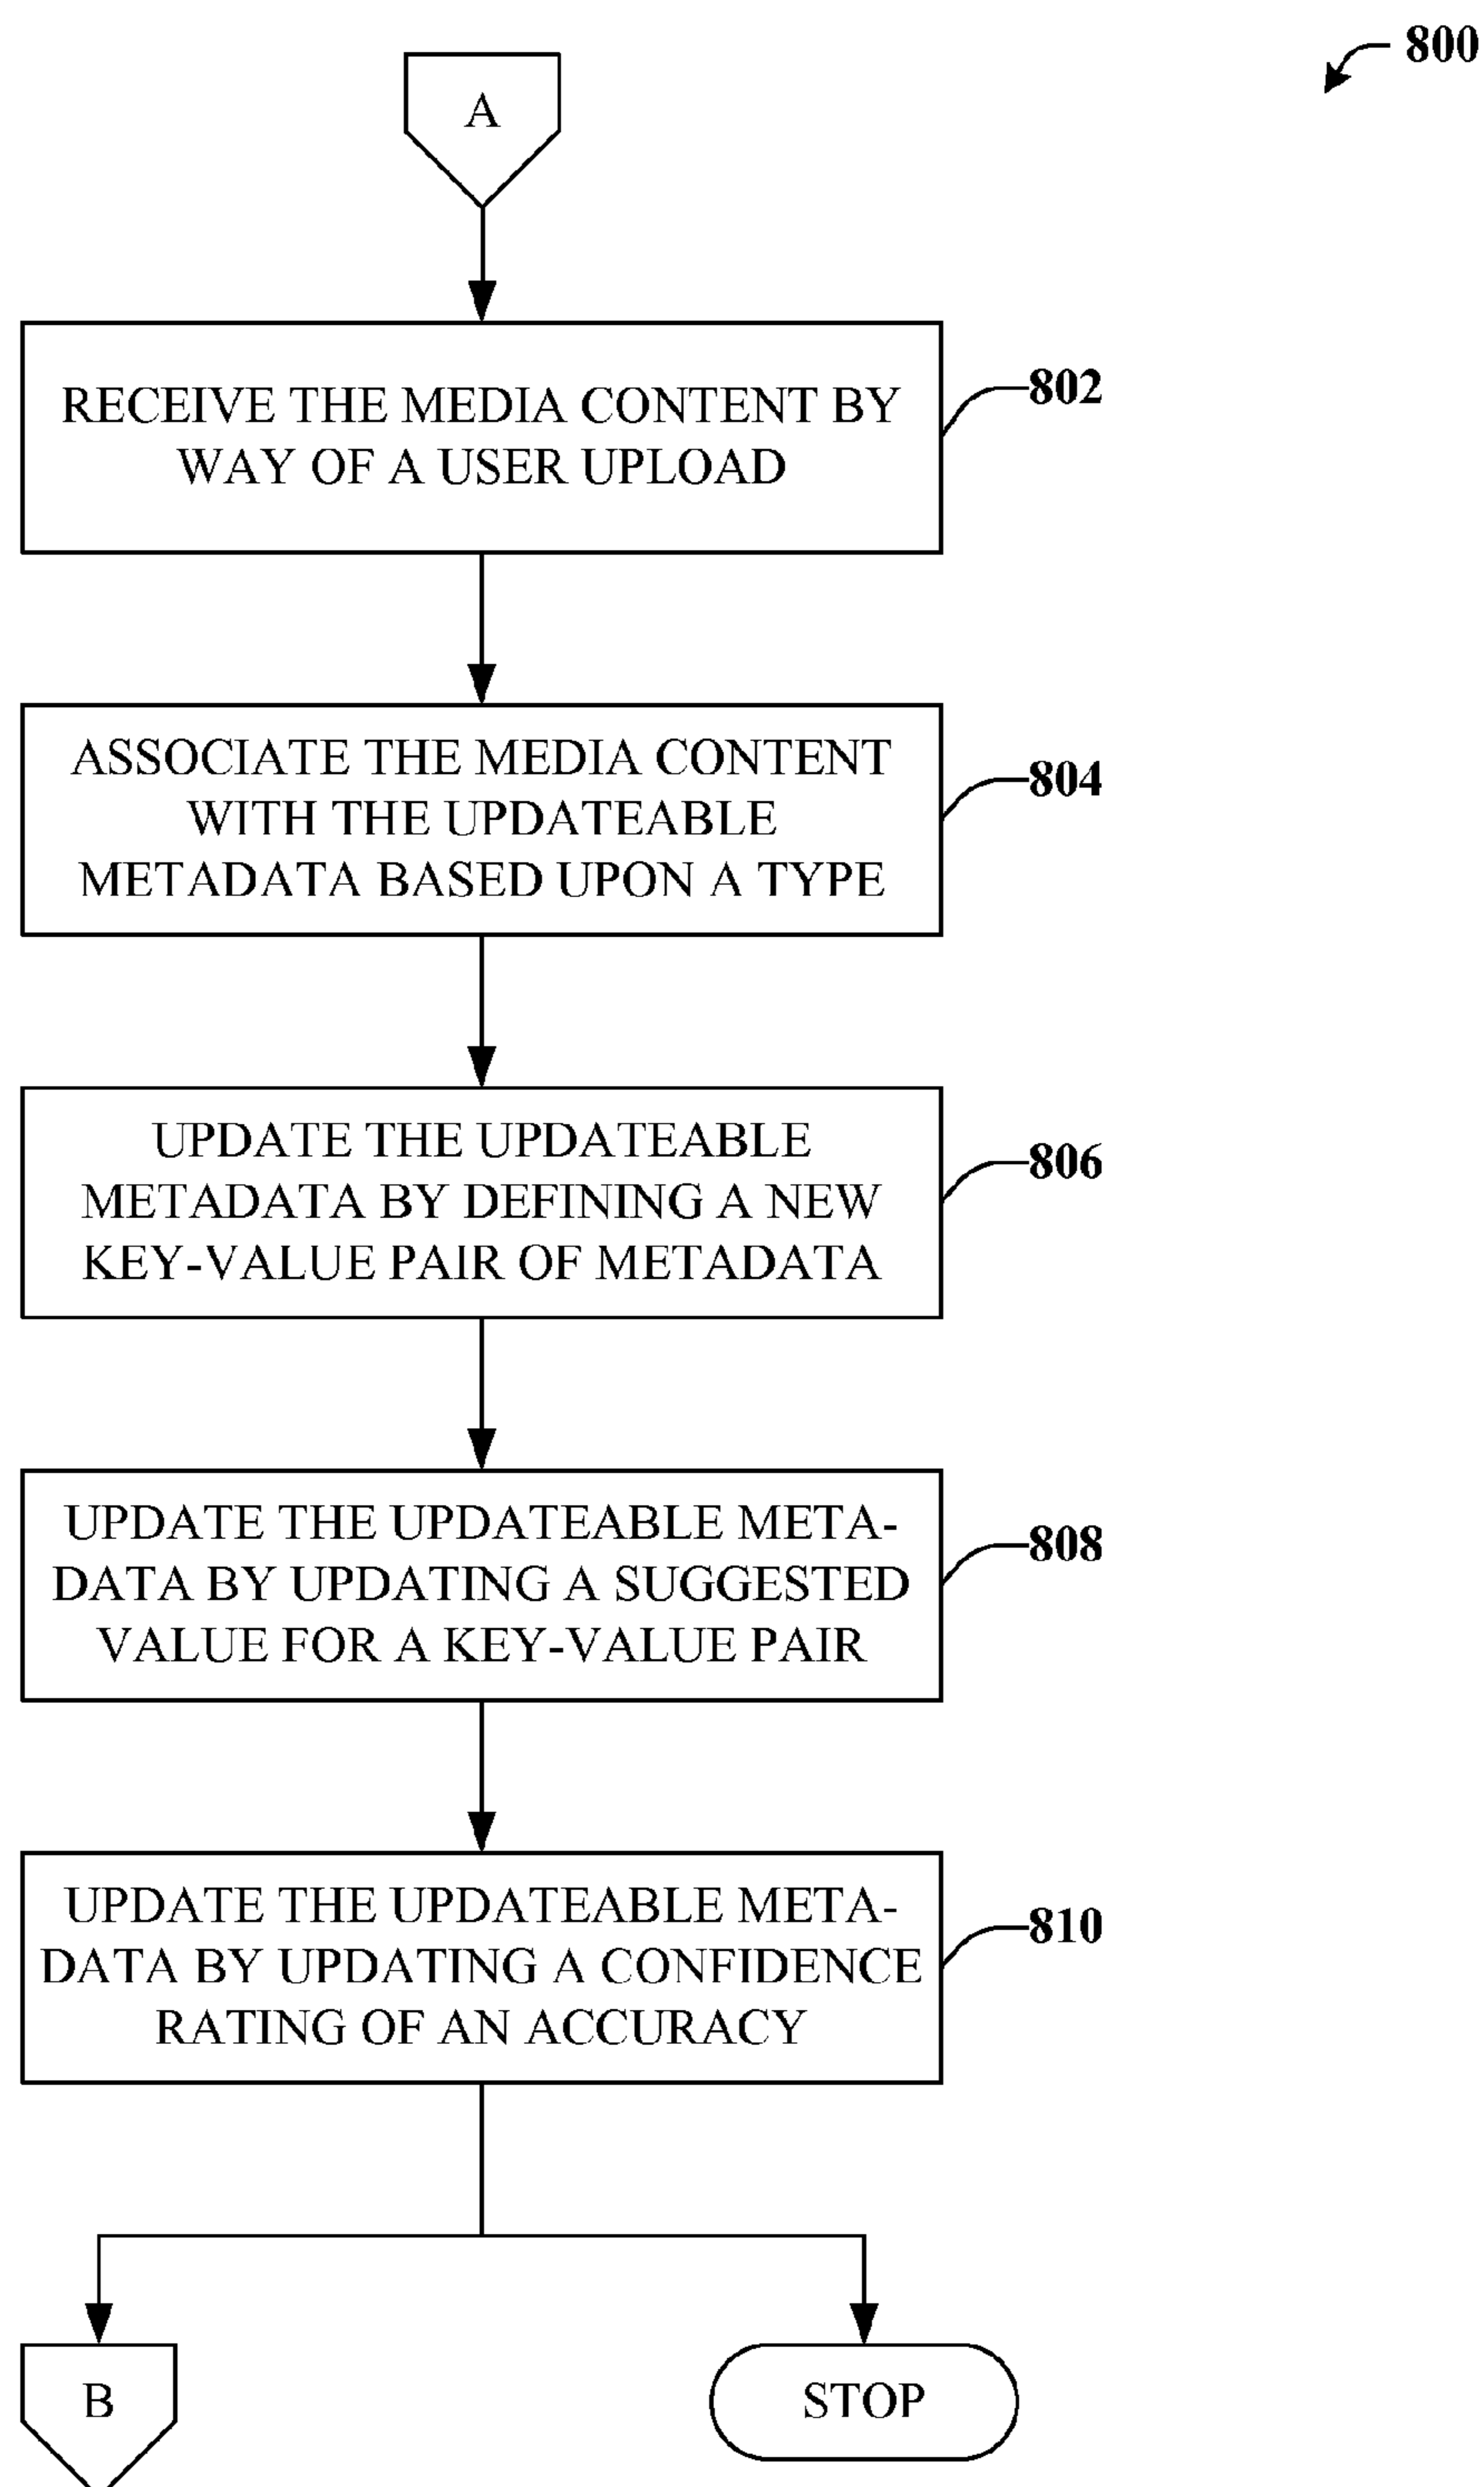 800
A
RECEIVE THE MEDIA CONTENT BY
WAY OF A USER UPLOAD
802
ASSOCIATE THE MEDIA CONTENT
WITH THE UPDATEABLE
METADATA BASED UPON A TYPE
804
UPDATE THE UPDATEABLE
METADATA BY DEFINING A NEW
KEY-VALUE PAIR OF METADATA
806
UPDATE THE UPDATEABLE META-
DATA BY UPDATING A SUGGESTED
VALUE FOR A KEY-VALUE PAIR
808
UPDATE THE UPDATEABLE META-
DATA BY UPDATING A CONFIDENCE
RATING OF AN ACCURACY
810
B
STOP